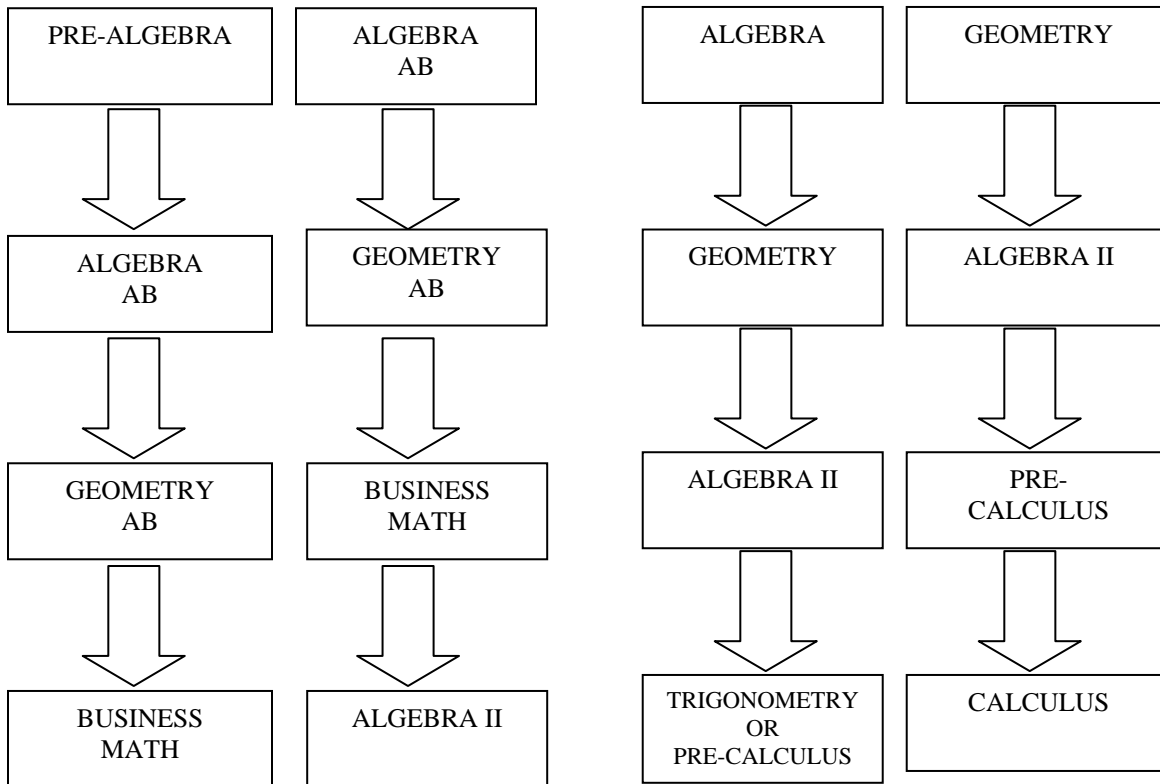 PRE-ALGEBRA
ALGEBRA
AB
GEOMETRY
AB
BUSINESS
MATH
ALGEBRA
AB
GEOMETRY
AB
BUSINESS
MATH
ALGEBRA II
ALGEBRA
GEOMETRY
ALGEBRA II
TRIGONOMETRY
OR
PRE-CALCULUS
GEOMETRY
ALGEBRA II
PRE-
CALCULUS
CALCULUS